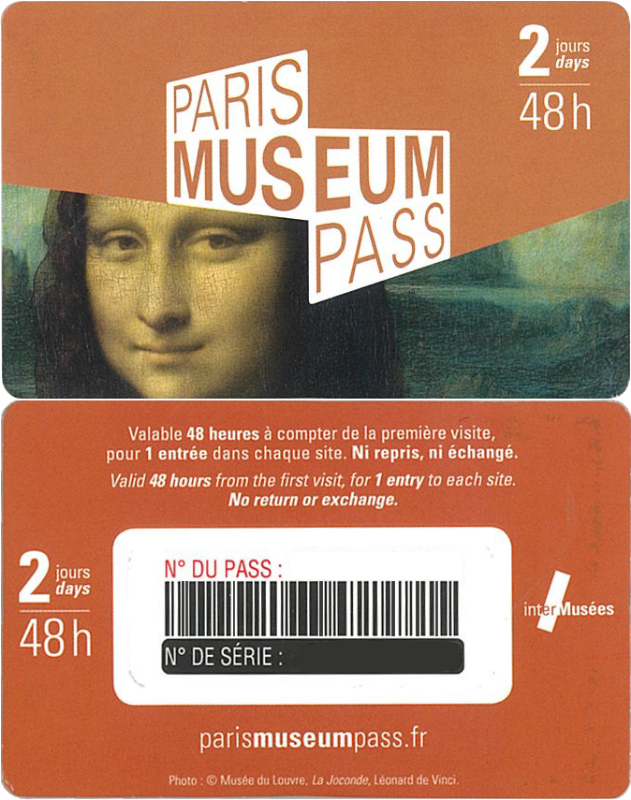 PARIS
MUSEUM
PASS
2 jours
days
48h
Valable 48 heures à compter de la première visite,
pour 1 entrée dans chaque site. Ni repris, ni échangé.
Valid 48 hours from the first visit, for 1 entry to each site.
No return or exchange.
2 jours
days
48h
N° DU PASS :
N° DE SÉRIE :
interMusées
parismuseumpass.fr
Photo : © Musée du Louvre, La Joconde, Léonard de Vinci.